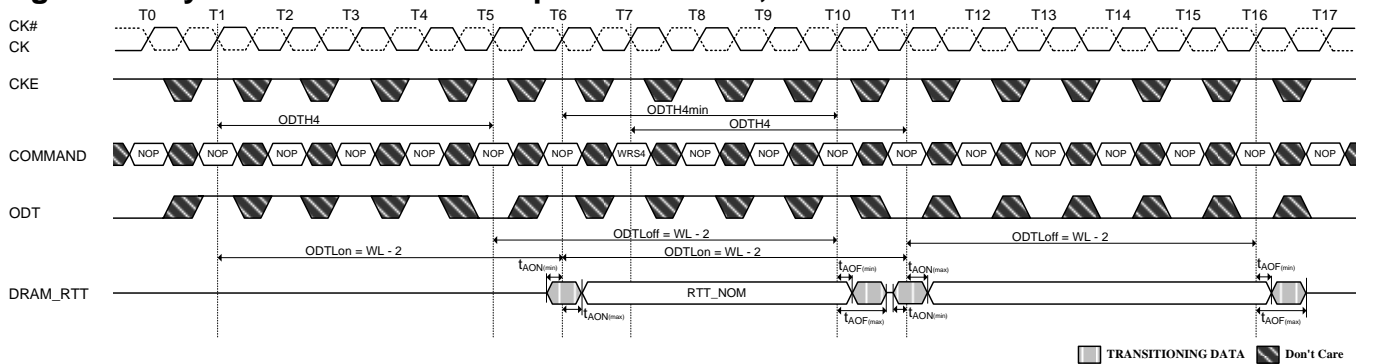 T0 T1 T2 T3 T4 T5 T6 T7 T8 T9 T10 T11 T12 T13 T14 T15 T16 T17
CK#
CK
CKE
ODTH4min
ODTH4 ODTH4
COMMAND NOP NOP NOP NOP NOP NOP NOP WRS4 NOP NOP NOP NOP NOP NOP NOP NOP NOP NOP
ODT
ODTLoff = WL - 2 ODTLoff = WL - 2
ODTLon = WL - 2 ODTLon = WL - 2
tAON(min) tAOF(min) tAON(max) tAOF(min)
DRAM_RTT RTT_NOM
tAON(max) tAOF(max) tAON(min) tAOF(max)
TRANSITIONING DATA Don't Care